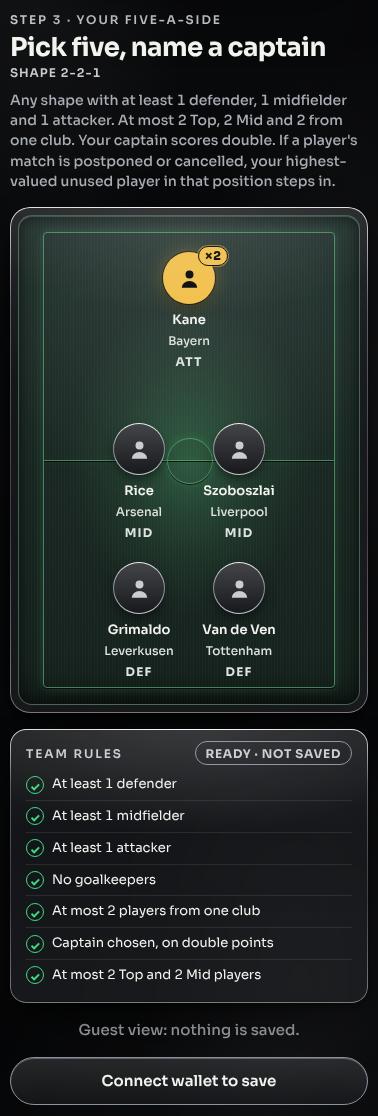 STEP 3 · YOUR FIVE-A-SIDE
Pick five, name a captain
SHAPE 2-2-1
Any shape with at least 1 defender, 1 midfielder
and 1 attacker. At most 2 Top, 2 Mid and 2 from
one club. Your captain scores double. If a player's
match is postponed or cancelled, your highest-
valued unused player in that position steps in.
×2
Kane
Bayern
ATT
Rice
Arsenal
MID
Szoboszlai
Liverpool
MID
Grimaldo
Leverkusen
DEF
Van de Ven
Tottenham
DEF
TEAM RULES
READY · NOT SAVED
At least 1 defender
At least 1 midfielder
At least 1 attacker
No goalkeepers
At most 2 players from one club
Captain chosen, on double points
At most 2 Top and 2 Mid players
Guest view: nothing is saved.
Connect wallet to save